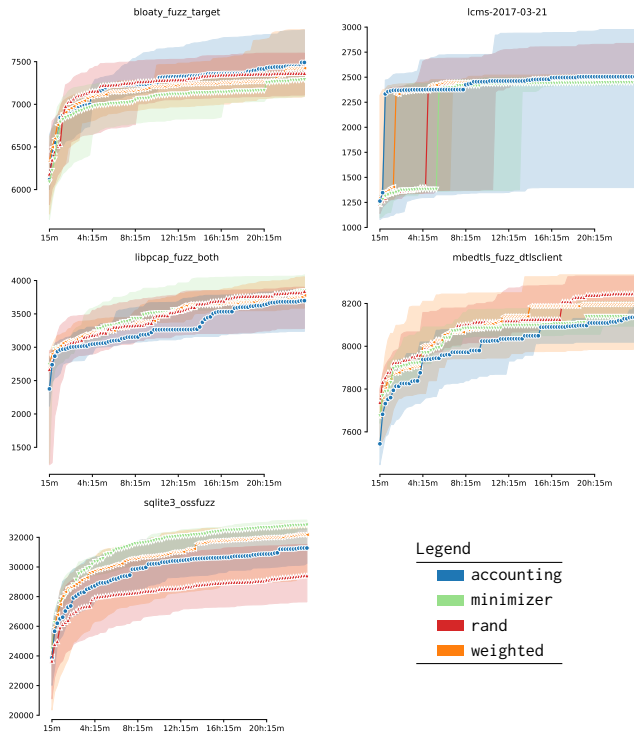 bloaty_fuzz_target
7500
7000
6500
6000
15m 4h:15m 8h:15m 12h:15m 16h:15m 20h:15m
lcms-2017-03-21
3000
2750
2500
2250
2000
1750
1500
1250
1000
15m 4h:15m 8h:15m 12h:15m 16h:15m 20h:15m
libpcap_fuzz_both
4000
3500
3000
2500
2000
1500
15m 4h:15m 8h:15m 12h:15m 16h:15m 20h:15m
mbedtls_fuzz_dtlsclient
8200
8000
7800
7600
15m 4h:15m 8h:15m 12h:15m 16h:15m 20h:15m
sqlite3_ossfuzz
32000
30000
28000
26000
24000
22000
20000
15m 4h:15m 8h:15m 12h:15m 16h:15m 20h:15m
Legend
accounting
minimizer
rand
weighted